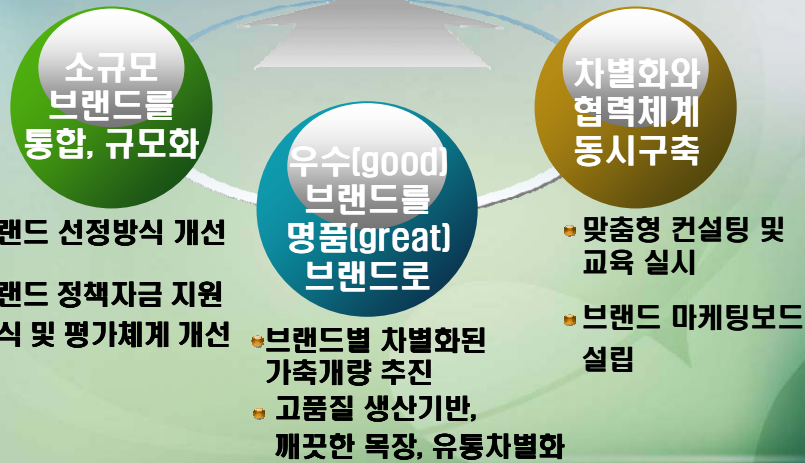 소규모
브랜드를
통합, 규모화
랜드 선정방식 개선
랜드 정책자금 지원
식 및 평가체계 개선
우수(good)
브랜드를
명품(great)
브랜드로
브랜드별 차별화된
가축개량 추진
고품질 생산기반,
깨끗한 목장, 유통차별화
차별화와
협력체계
동시구축
맞춤형 컨설팅 및
교육 실시
브랜드 마케팅보드
설립